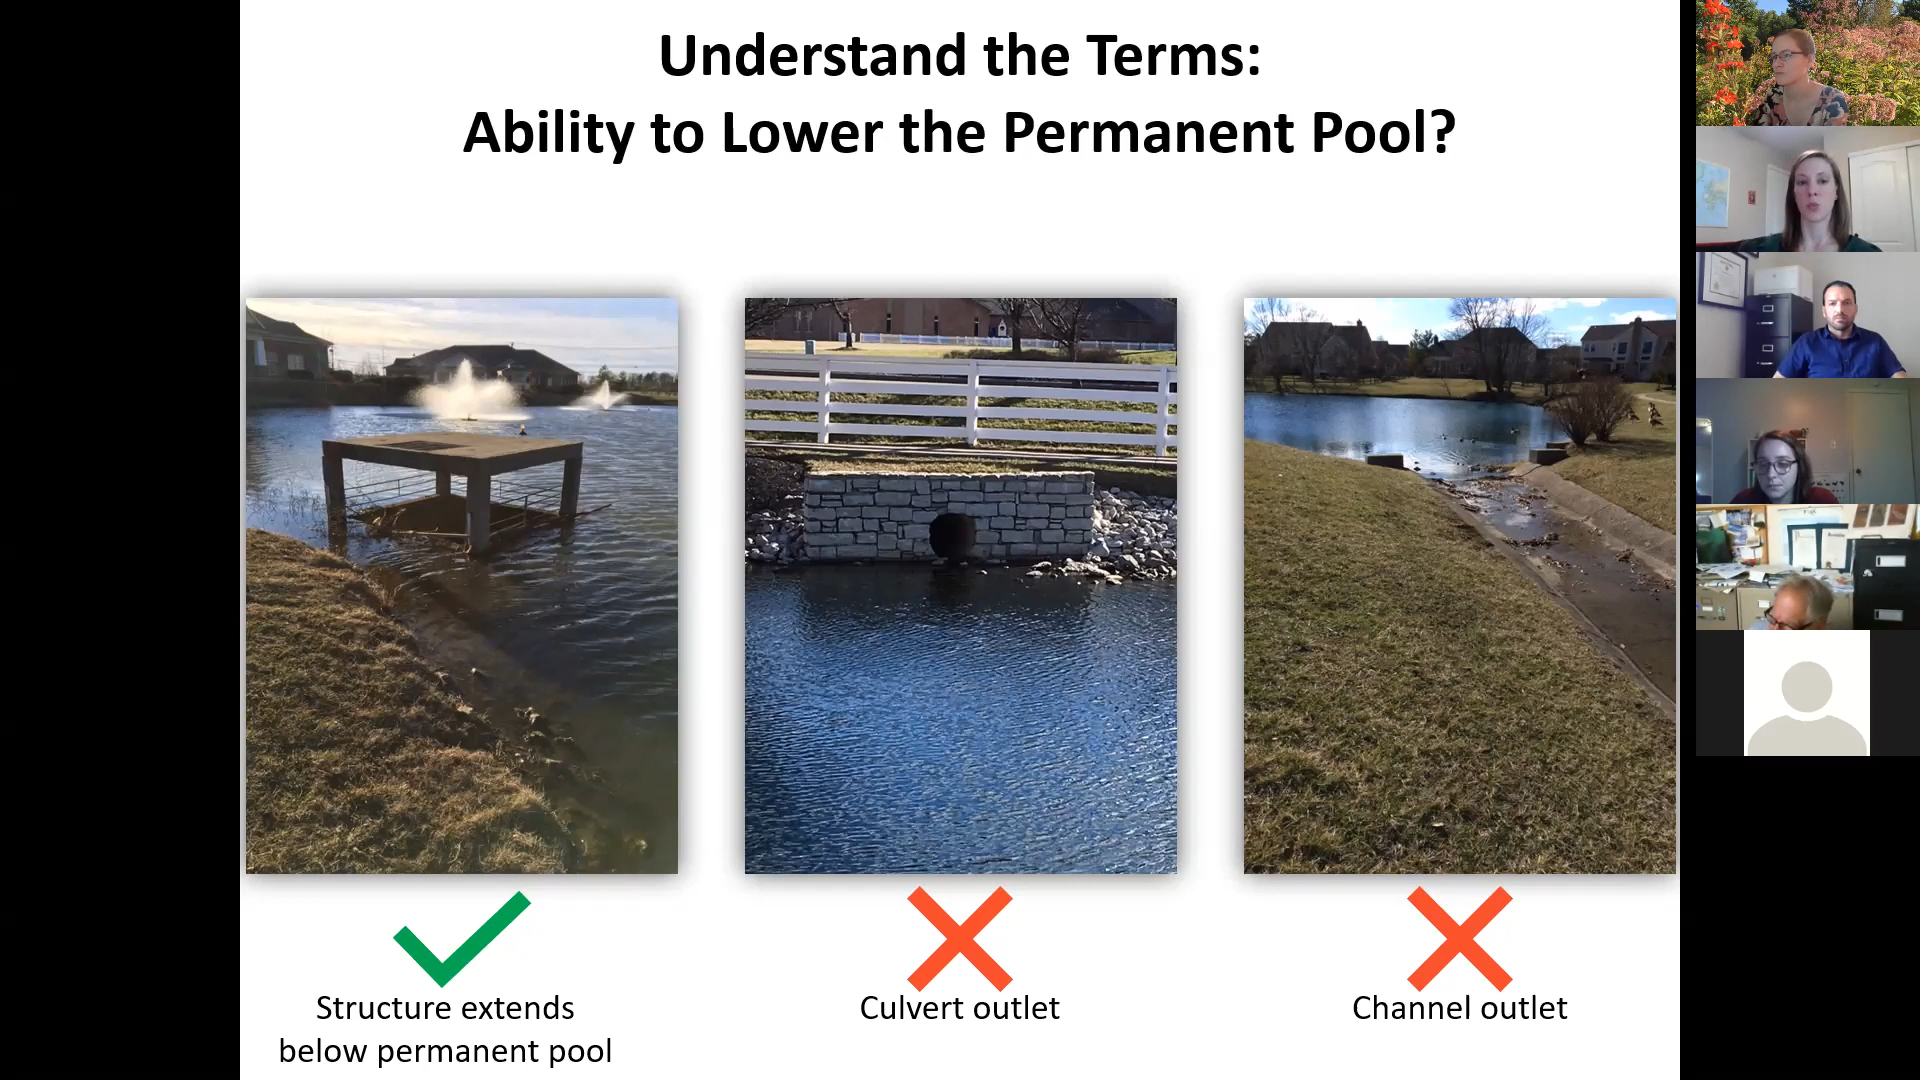 Understand the Terms:
Ability to Lower the Permanent Pool?
Structure extends
below permanent pool
Culvert outlet
Channel outlet